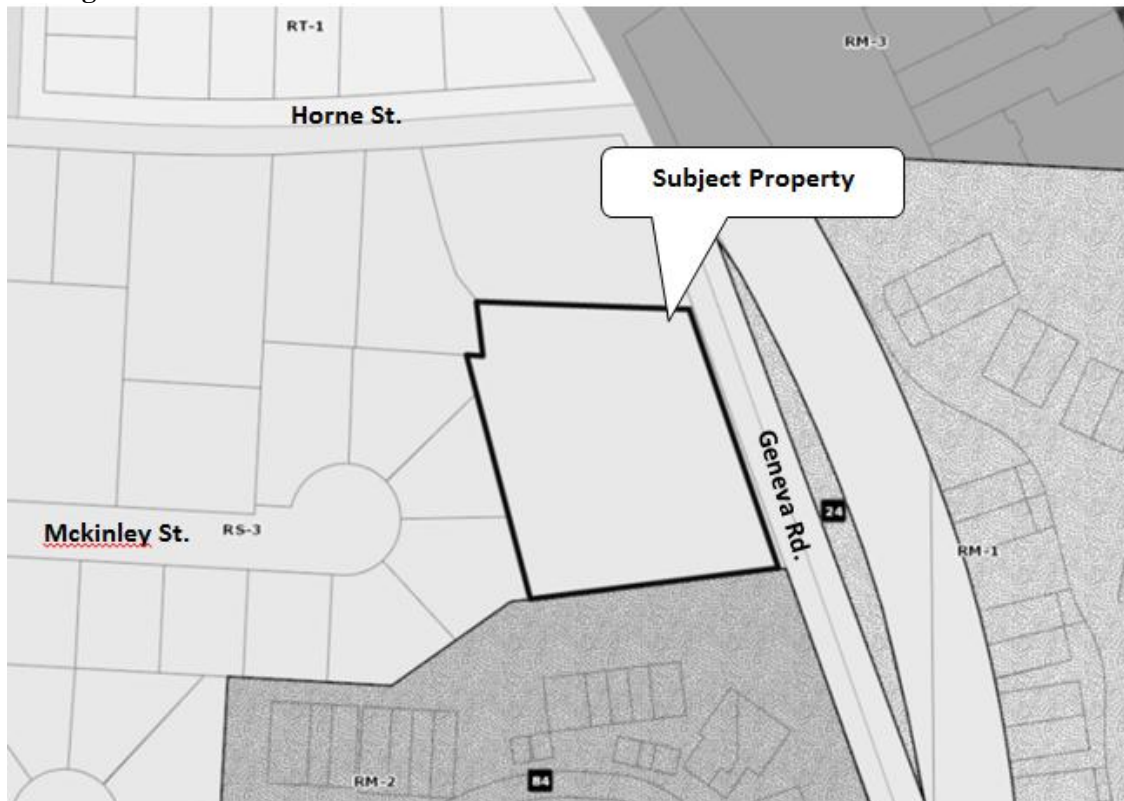 RT-1
RM-3
Horne St.
Subject Property
Geneva Rd.
24
Mckinley St.
RS-3
RM-1
RM-2
84